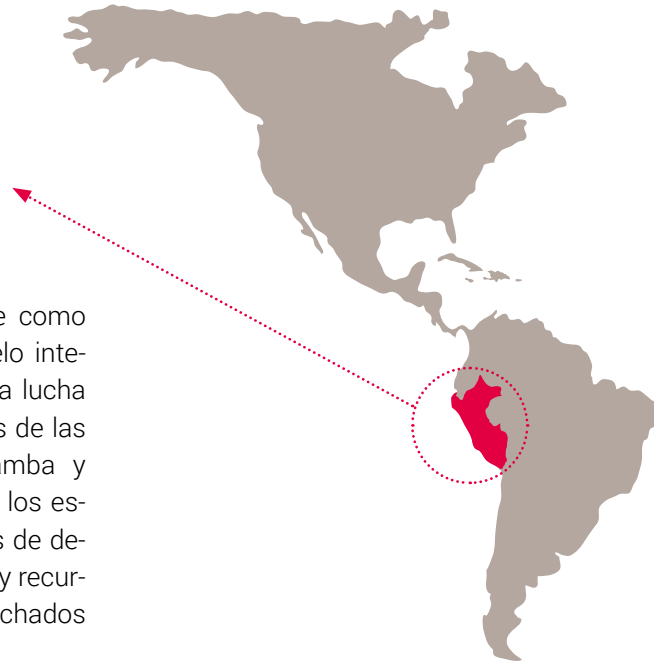 e como
elo inte-
a lucha
s de las
amba y
los es-
s de de-
y recur-
chados